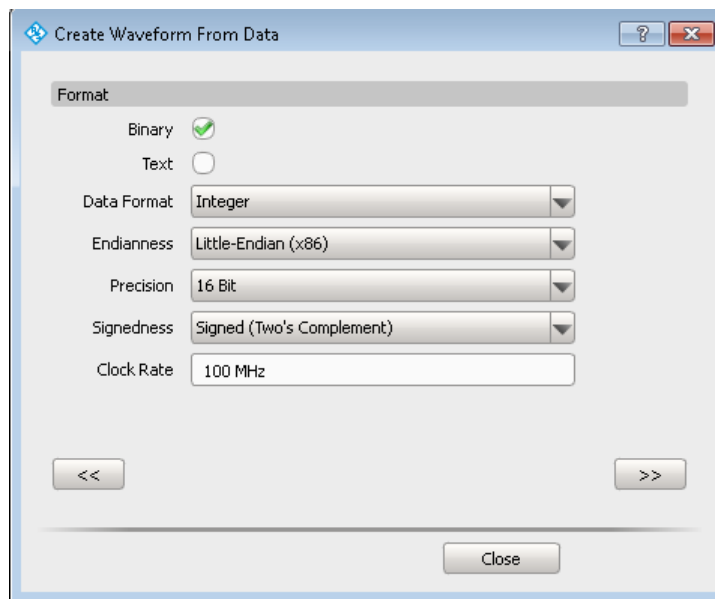 Create Waveform From Data
?
Format
Binary
Text
Data Format Integer
Endianness Little-Endian (x86)
Precision 16 Bit
Signedness Signed (Two's Complement)
Clock Rate 100 MHz
<< >>
Close